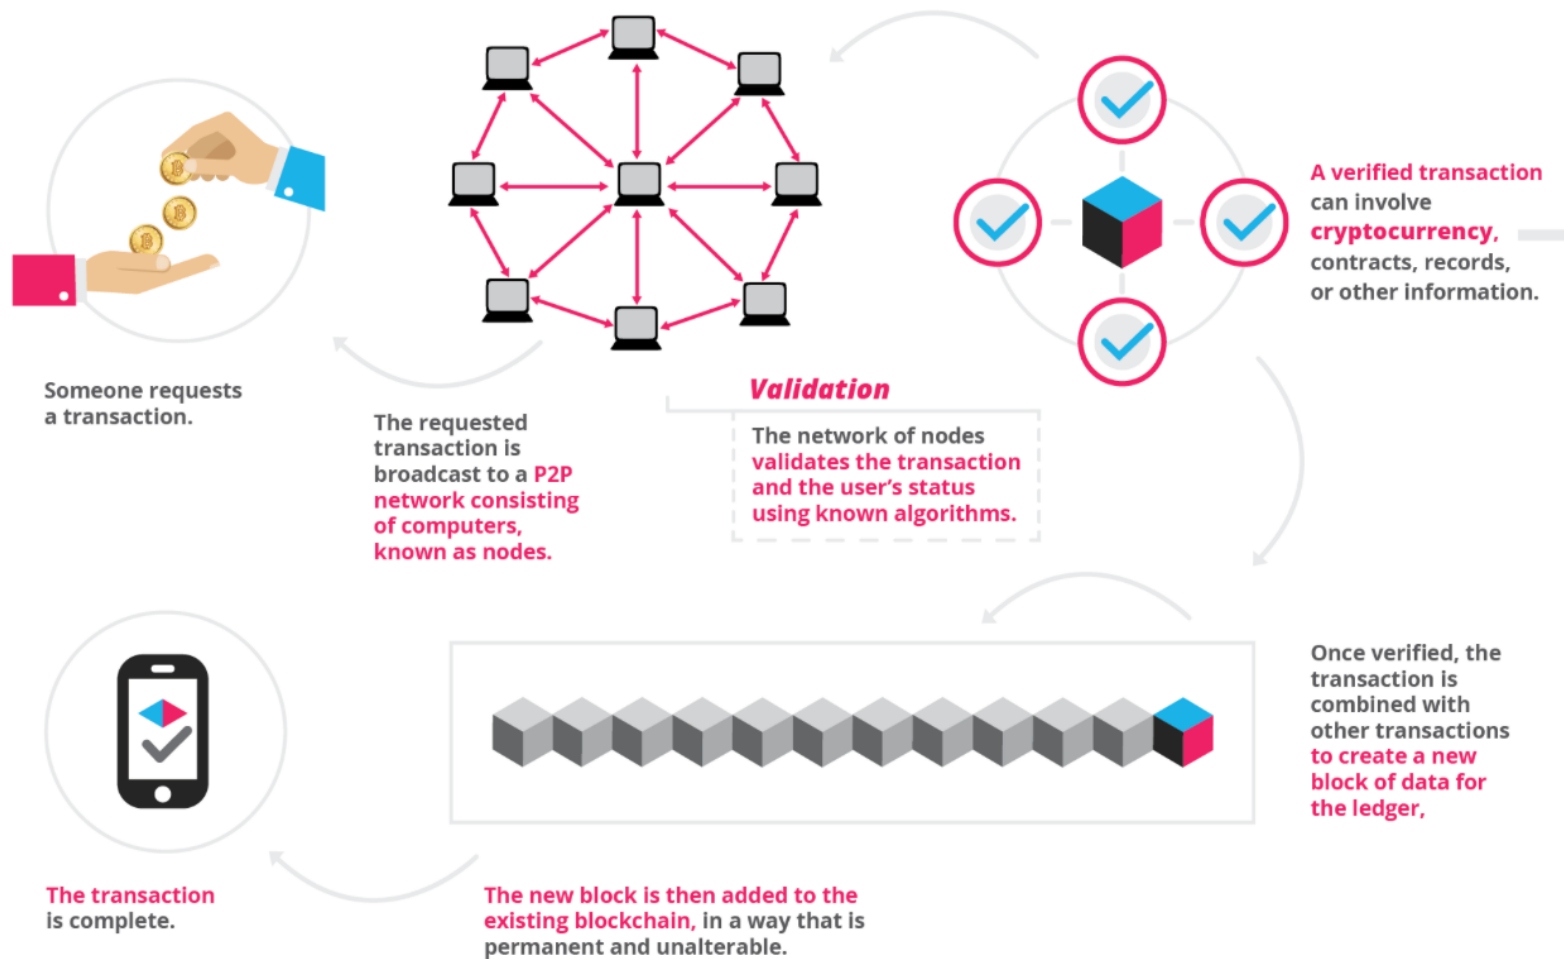 Someone requests
a transaction.
The requested
transaction is
broadcast to a P2P
network consisting
of computers,
known as nodes.
Validation
The network of nodes
validates the transaction
and the user’s status
using known algorithms.
A verified transaction
can involve
cryptocurrency,
contracts, records,
or other information.
Once verified, the
transaction is
combined with
other transactions
to create a new
block of data for
the ledger,
The new block is then added to the
existing blockchain, in a way that is
permanent and unalterable.
The transaction
is complete.